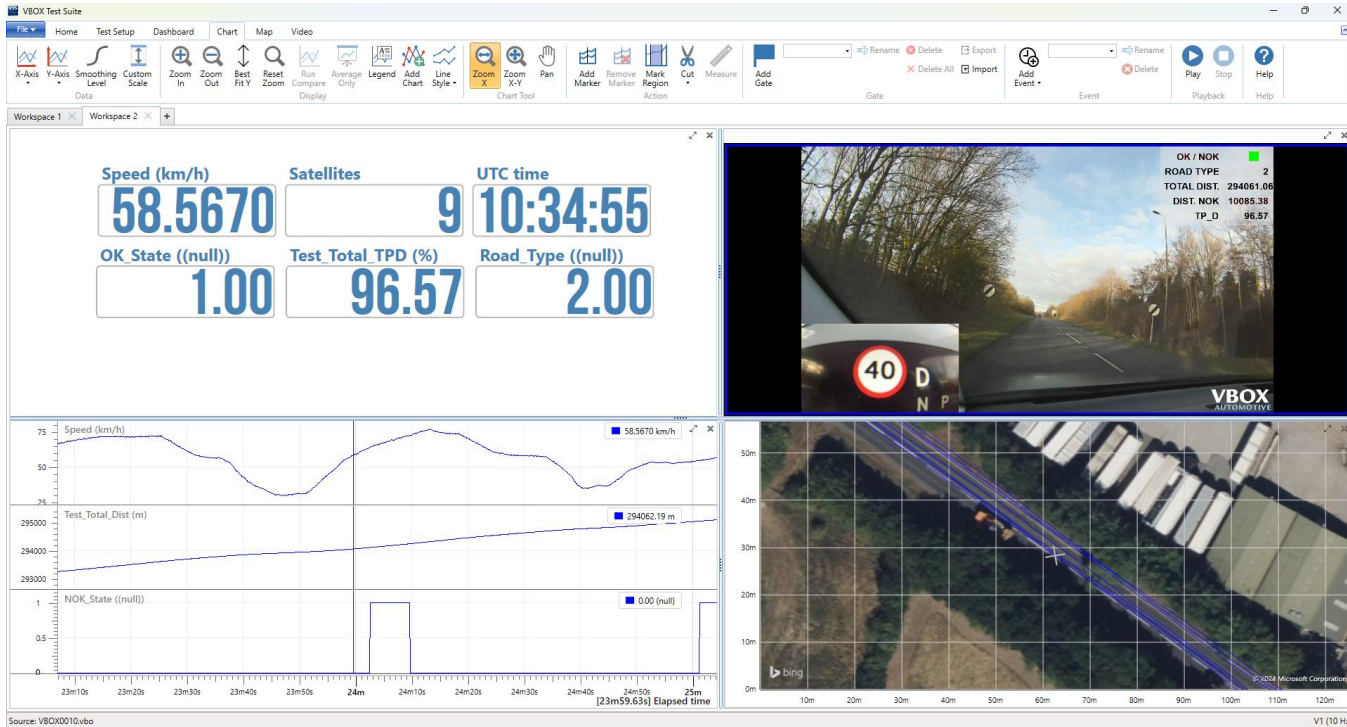 VBOX Test Suite
File Home Test Setup Dashboard Chart Map Video
X-Axis Y-Axis Smoothing Level Custom Scale Zoom In Zoom Out Best Fit Y Reset Zoom Run Compare Average Only Legend Add Chart Line Style Zoom X Zoom X-Y Pan Add Marker Remove Marker Mark Region Cut Measure Add Gate Rename Delete Export Delete All Import Add Event Rename Delete Play Stop Help
Data Display Chart Tool Action Gate Event Playback Help
Workspace 1 Workspace 2 +
Speed (km/h) Satellites UTC time
58.5670 9 10:34:55
OK_State ((null)) Test_Total_TPD (%) Road_Type ((null))
1.00 96.57 2.00
OK / NOK
ROAD TYPE 2
TOTAL DIST. 294061.06
DIST. NOK 10085.38
TP_D 96.57
40 D
N P
VBOX
AUTOMOTIVE
Speed (km/h) 58.5670 km/h
75
50
25
Test_Total_Dist (m) 294062.19 m
295000
294000
293000
NOK_State ((null)) 0.00 (null)
1
0.5
0
23m10s 23m20s 23m30s 23m40s 23m50s 24m 24m10s 24m20s 24m30s 24m40s 24m50s 25m
[23m59.63s] Elapsed time
50m
40m
30m
20m
10m
0m
bing
© 2024 Microsoft Corporation
10m 20m 30m 40m 50m 60m 70m 80m 90m 100m 110m 120m
Source: VBOX0010.vbo V1 (10 Hz